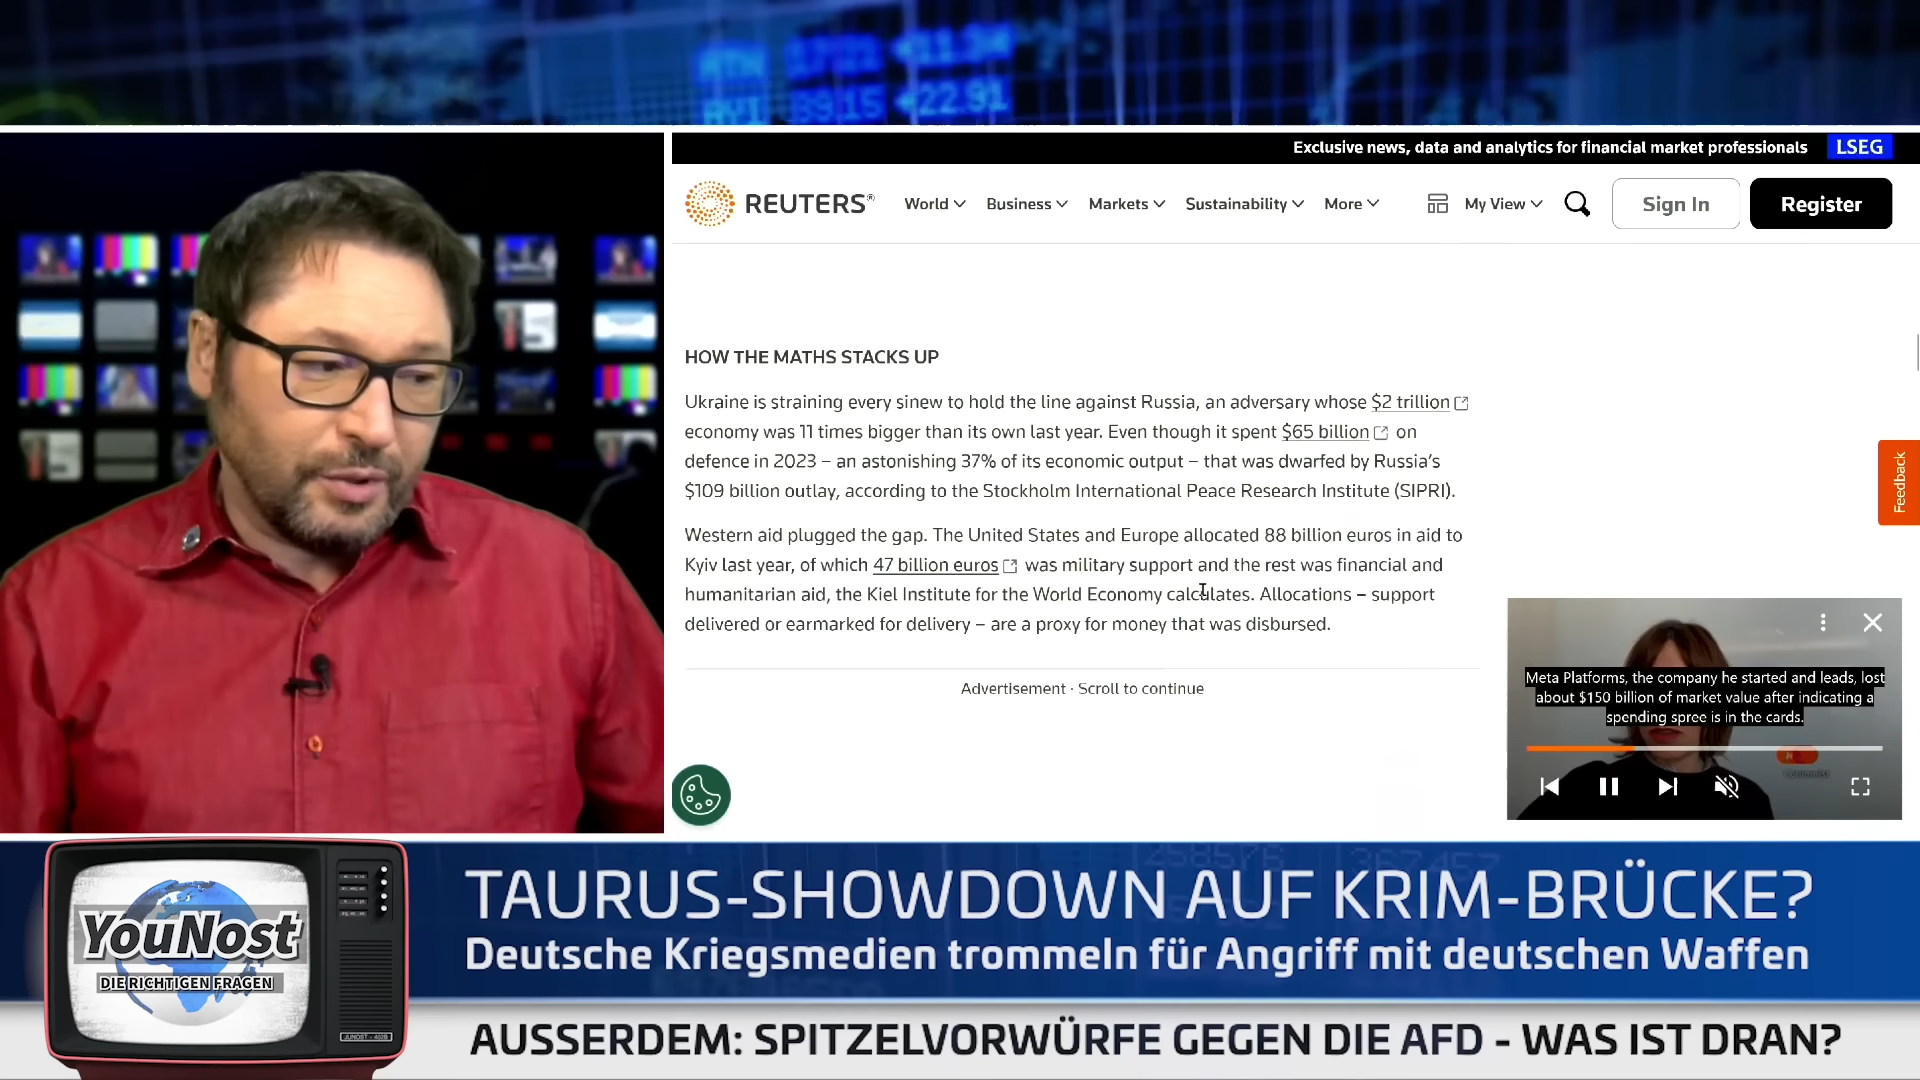 17121 +11.34
89.15 +22.91
Exclusive news, data and analytics for financial market professionals LSEG
REUTERS® World Business Markets Sustainability More My View Sign In Register
HOW THE MATHS STACKS UP
Ukraine is straining every sinew to hold the line against Russia, an adversary whose $2 trillion
economy was 11 times bigger than its own last year. Even though it spent $65 billion on
defence in 2023 – an astonishing 37% of its economic output – that was dwarfed by Russia's
$109 billion outlay, according to the Stockholm International Peace Research Institute (SIPRI).
Western aid plugged the gap. The United States and Europe allocated 88 billion euros in aid to
Kyiv last year, of which 47 billion euros was military support and the rest was financial and
humanitarian aid, the Kiel Institute for the World Economy calculates. Allocations – support
delivered or earmarked for delivery – are a proxy for money that was disbursed.
Advertisement · Scroll to continue
Feedback
Meta Platforms, the company he started and leads, lost
about $150 billion of market value after indicating a
spending spree is in the cards.
YouNost
DIE RICHTIGEN FRAGEN
JUNOST - 402B
TAURUS-SHOWDOWN AUF KRIM-BRÜCKE?
Deutsche Kriegsmedien trommeln für Angriff mit deutschen Waffen
AUSSERDEM: SPITZELVORWÜRFE GEGEN DIE AFD - WAS IST DRAN?